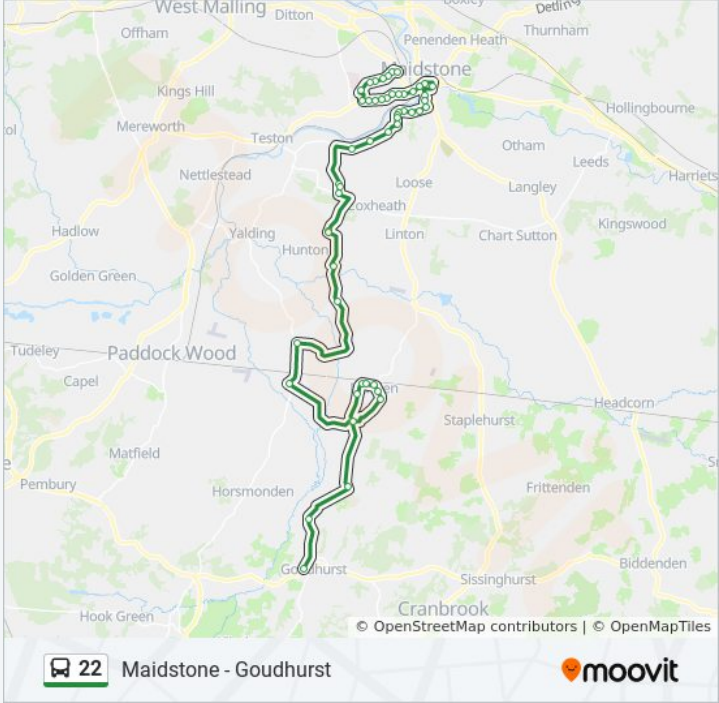 West Malling
Ditton
Detling
Offham
Penenden Heath
Thurnham
Maidstone
Kings Hill
Hollingbourne
Mereworth
Teston
Otham
Leeds
Nettlestead
Loose
Langley
Harriets
Coxheath
Hadlow
Yalding
Linton
Chart Sutton
Kingswood
Hunton
Golden Green
Tudeley
Paddock Wood
Capel
en
Headcorn
Staplehurst
Matfield
Pembury
Horsmonden
Frittenden
Goudhurst
Biddenden
Sissinghurst
Hook Green
Cranbrook
© OpenStreetMap contributors | © OpenMapTiles
22 Maidstone - Goudhurst
moovit